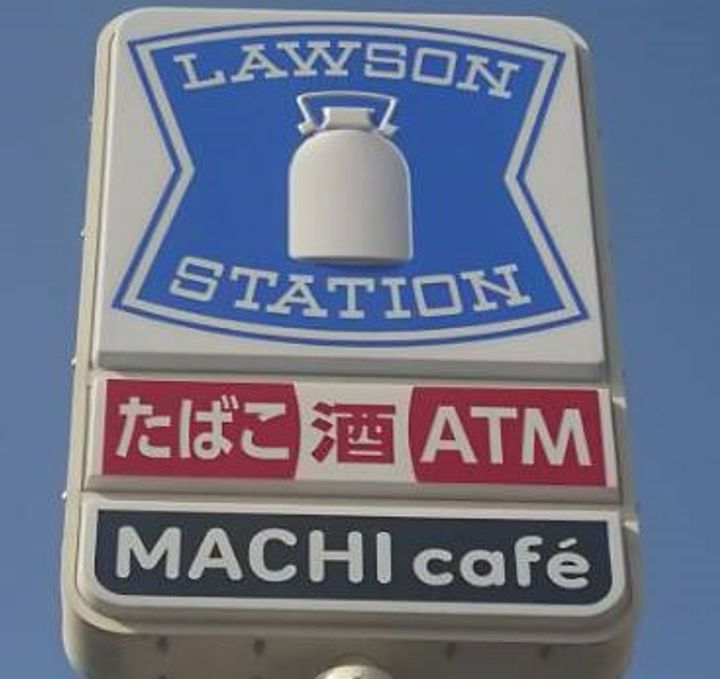 LAWSON
STATION
たばこ 酒 ATM
MACHI café